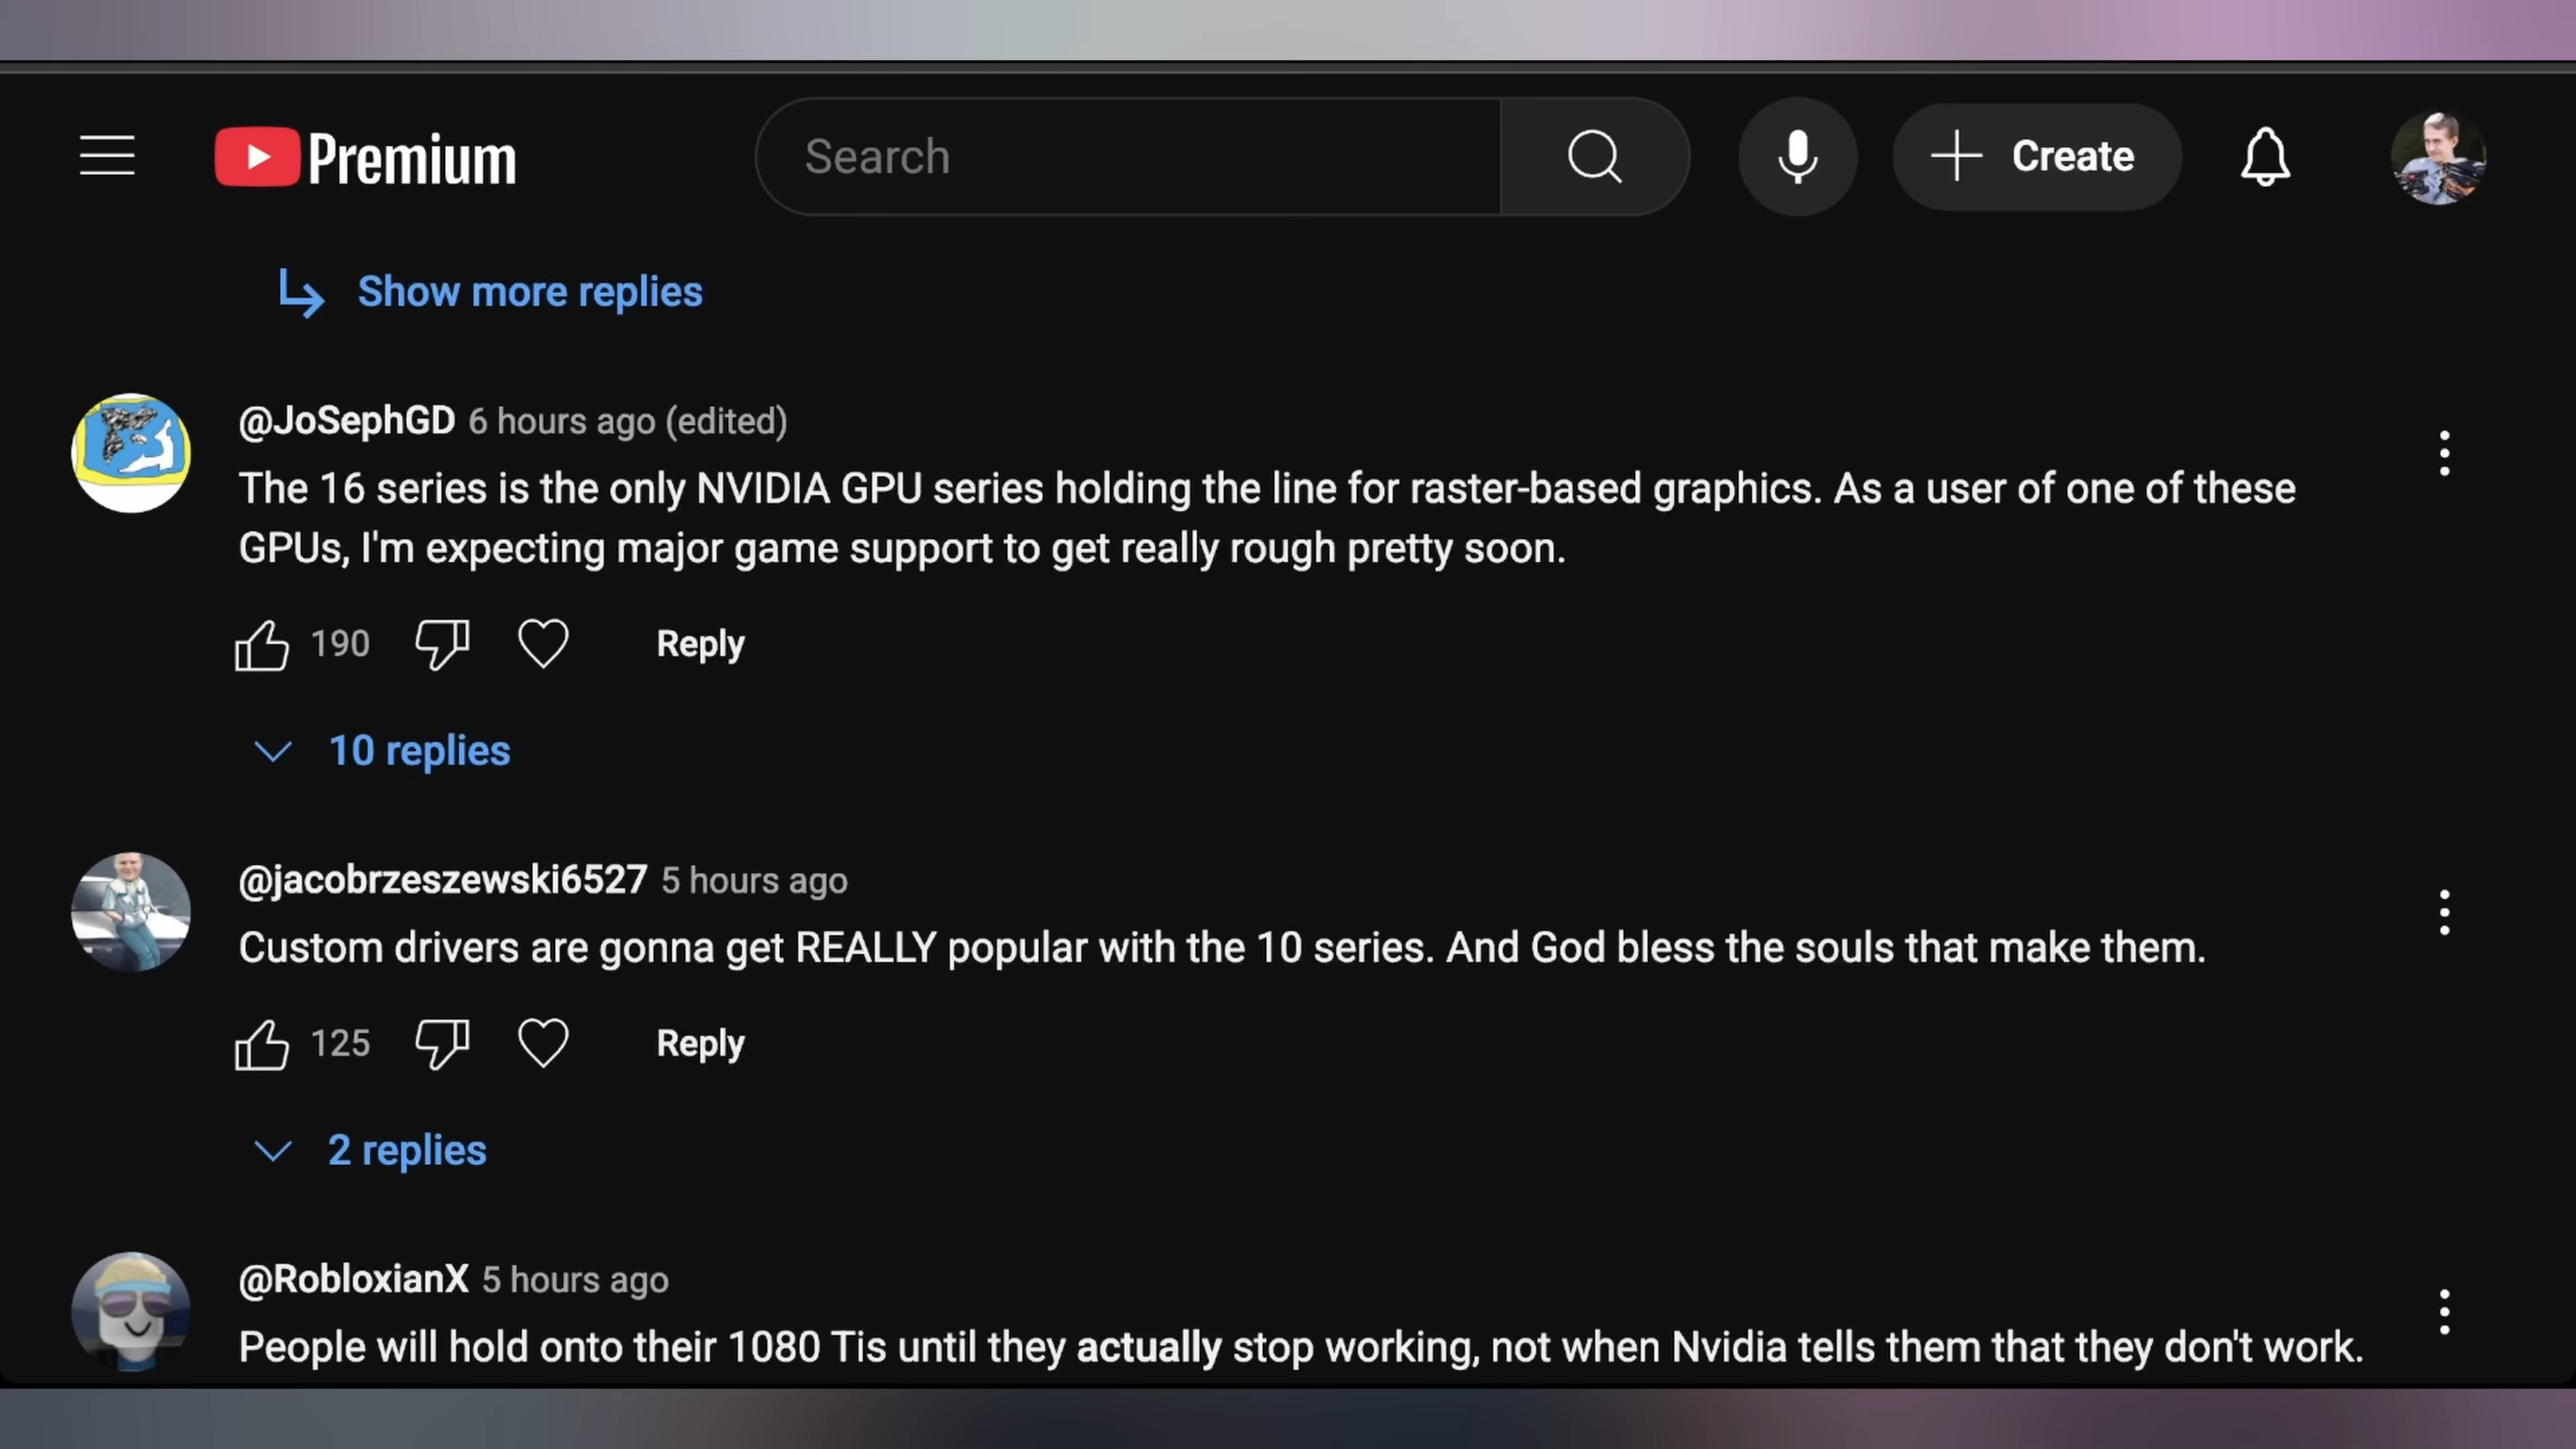 Premium
Search
Create
Show more replies
@JoSephGD 6 hours ago (edited)
The 16 series is the only NVIDIA GPU series holding the line for raster-based graphics. As a user of one of these
GPUs, I'm expecting major game support to get really rough pretty soon.
190 Reply
10 replies
@jacobrzeszewski6527 5 hours ago
Custom drivers are gonna get REALLY popular with the 10 series. And God bless the souls that make them.
125 Reply
2 replies
@RobloxianX 5 hours ago
People will hold onto their 1080 Tis until they actually stop working, not when Nvidia tells them that they don't work.